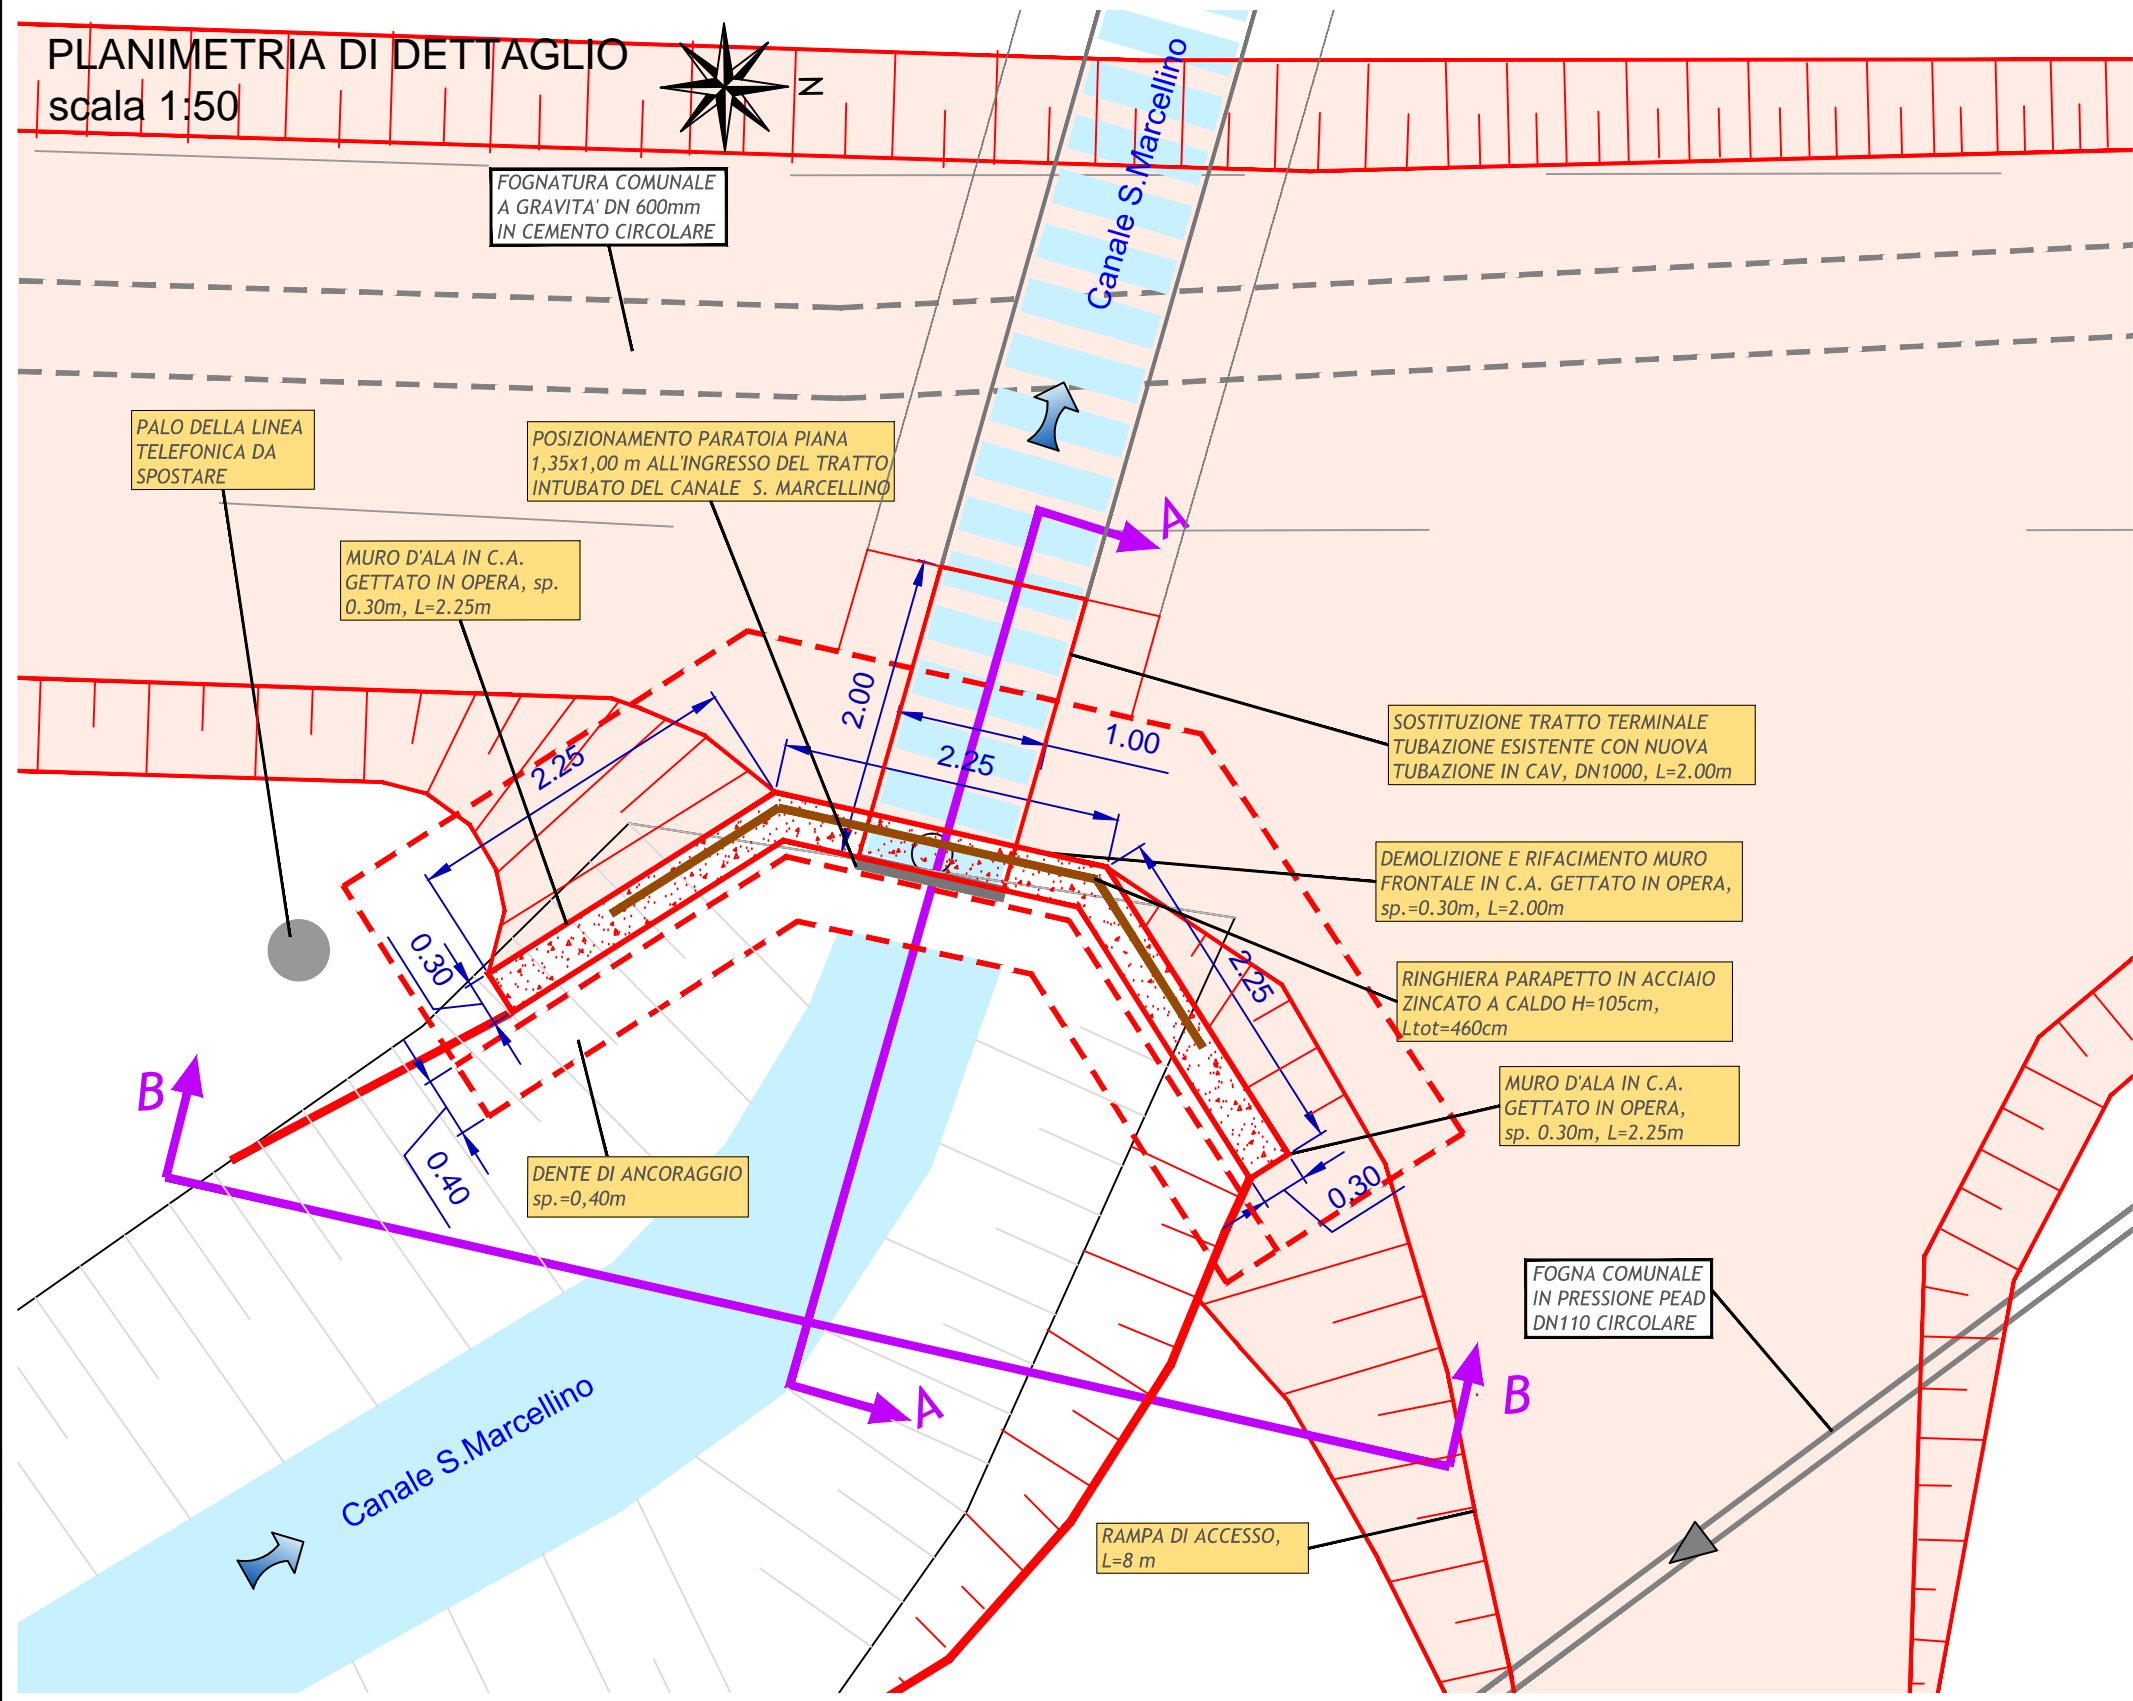 PLANIMETRIA DI DETTAGLIO
scala 1:50
N
Canale S.Marcellino
FOGNATURA COMUNALE
A GRAVITA' DN 600mm
IN CEMENTO CIRCOLARE
PALO DELLA LINEA
TELEFONICA DA
SPOSTARE
POSIZIONAMENTO PARATOIA PIANA
1,35x1,00 m ALL'INGRESSO DEL TRATTO
INTUBATO DEL CANALE S. MARCELLINO
MURO D'ALA IN C.A.
GETTATO IN OPERA, sp.
0.30m, L=2.25m
A
2.00
1.00
2.25
2.25
SOSTITUZIONE TRATTO TERMINALE
TUBAZIONE ESISTENTE CON NUOVA
TUBAZIONE IN CAV, DN1000, L=2.00m
DEMOLIZIONE E RIFACIMENTO MURO
FRONTALE IN C.A. GETTATO IN OPERA,
sp.=0.30m, L=2.00m
0.30
2.25
RINGHIERA PARAPETTO IN ACCIAIO
ZINCATO A CALDO H=105cm,
Ltot=460cm
MURO D'ALA IN C.A.
GETTATO IN OPERA,
sp. 0.30m, L=2.25m
B
0.40
DENTE DI ANCORAGGIO
sp.=0,40m
0.30
FOGNA COMUNALE
IN PRESSIONE PEAD
DN110 CIRCOLARE
A
B
Canale S.Marcellino
RAMPA DI ACCESSO,
L=8 m